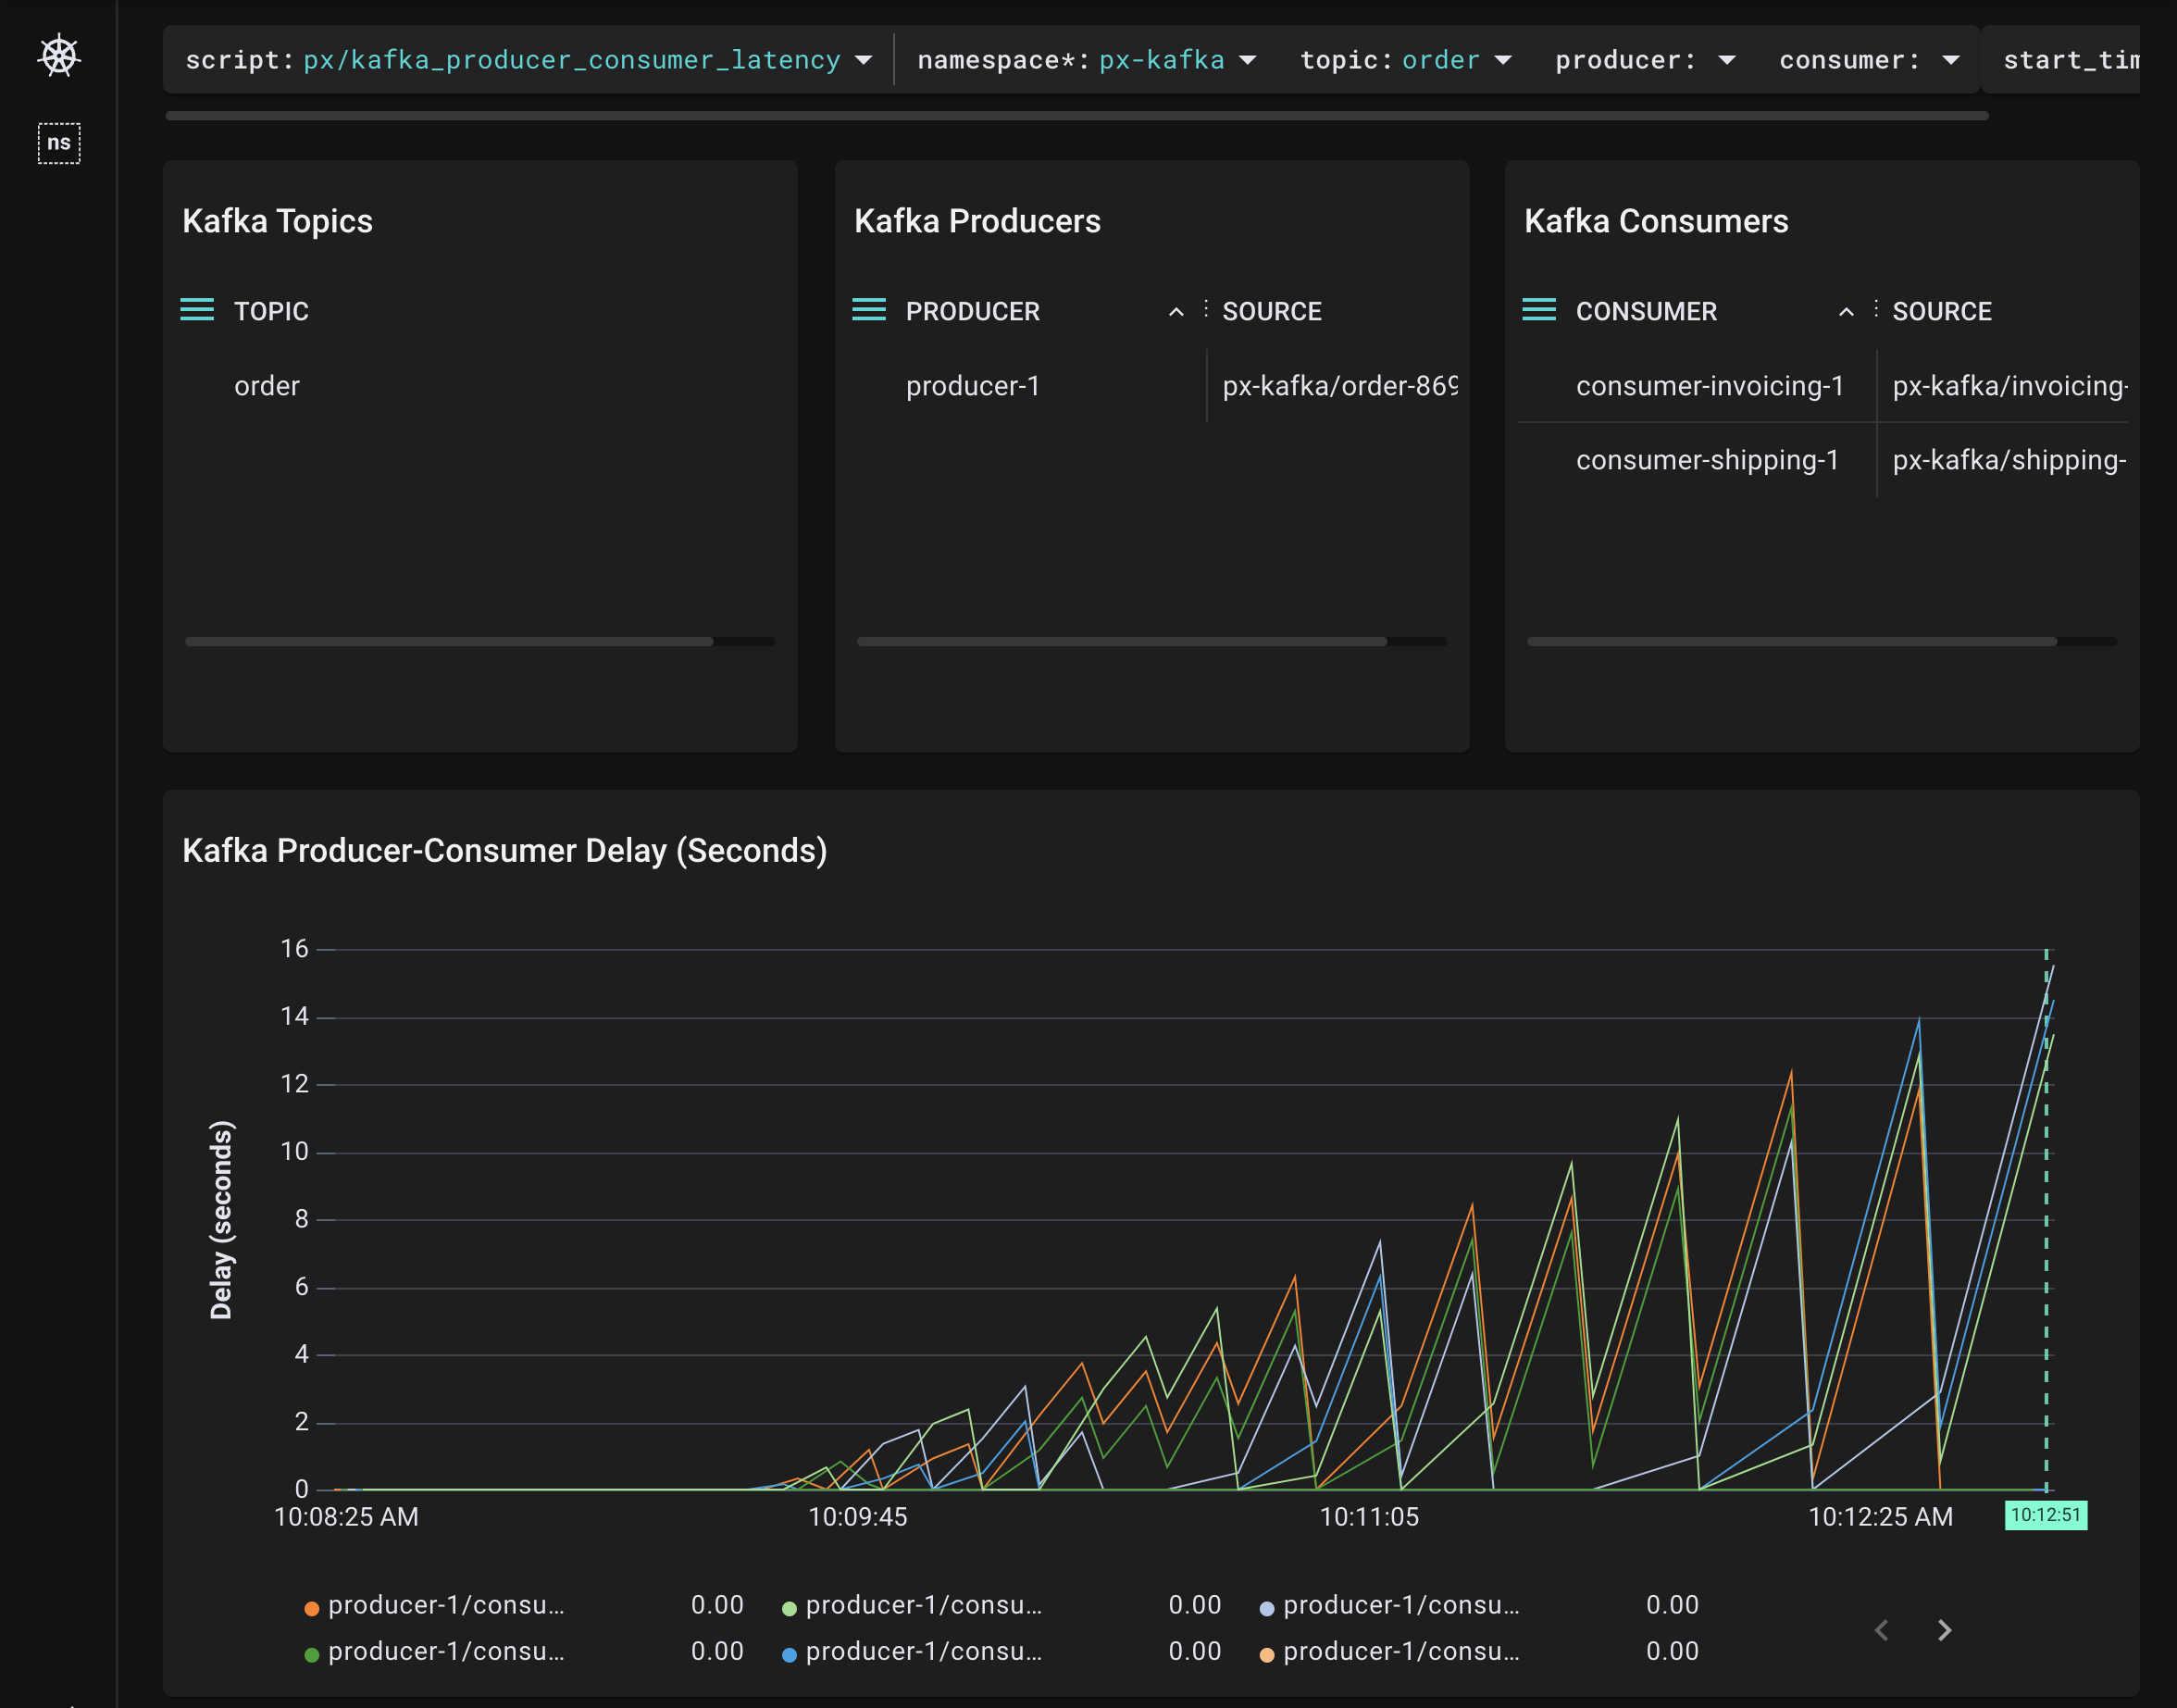 script: px/kafka_producer_consumer_latency namespace*: px-kafka topic: order producer: consumer: start_tim
ns
Kafka Topics
TOPIC
order
Kafka Producers
PRODUCER SOURCE
producer-1 px-kafka/order-869
Kafka Consumers
CONSUMER SOURCE
consumer-invoicing-1 px-kafka/invoicing-
consumer-shipping-1 px-kafka/shipping-
Kafka Producer-Consumer Delay (Seconds)
Delay (seconds)
16
14
12
10
8
6
4
2
0
10:08:25 AM 10:09:45 10:11:05 10:12:25 AM 10:12:51
producer-1/consu... 0.00 producer-1/consu... 0.00 producer-1/consu... 0.00
producer-1/consu... 0.00 producer-1/consu... 0.00 producer-1/consu... 0.00